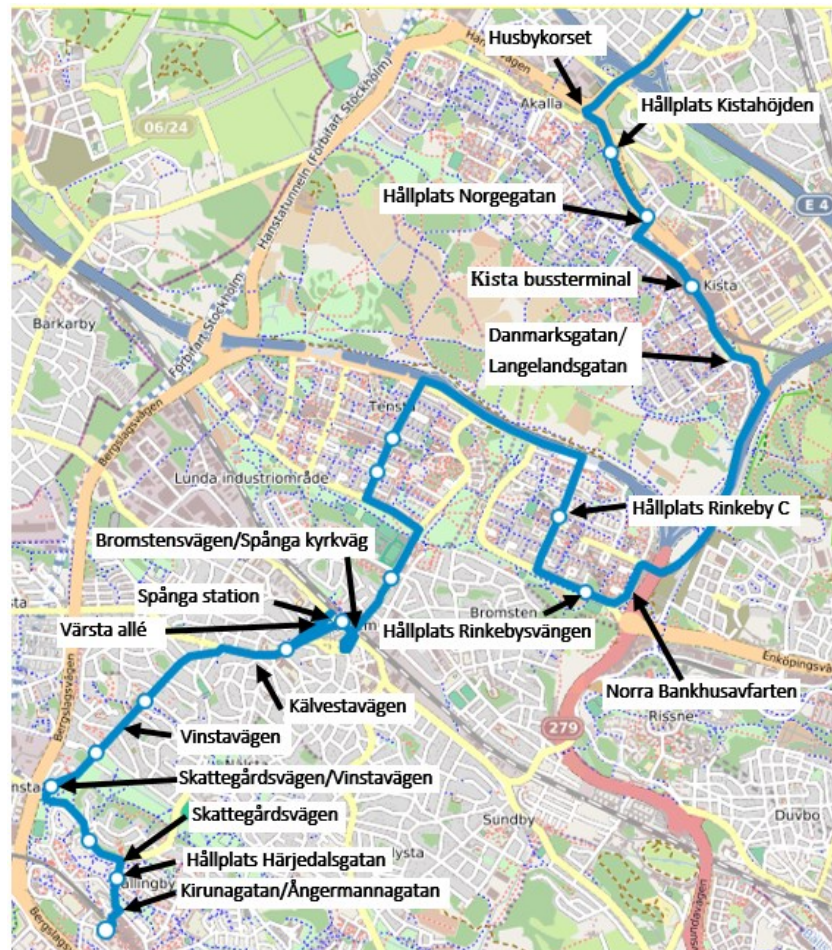 Husbykorset
Akalla
Hållplats Kistahöjden
06/24
Hanstatunneln (Förbifart Stockholm)
Hållplats Norgegatan
E 4
Kista bussterminal
Kista
Förbifart Stockholm
Barkarby
Danmarksgatan/
Langelandsgatan
Bergslagsvägen
Tensta
Lunda industriområde
Hållplats Rinkeby C
Bromstensvägen/Spånga kyrkväg
Spånga station
Bromsten
Värsta allé
Hållplats Rinkebysvängen
Enköpingsvägen
Bergslagsvägen
Kälvestavägen
Norra Bankhusavfarten
Rissne
279
Vinstavägen
Skattegårdsvägen/Vinstavägen
Sundby
Duvbo
Skattegårdsvägen
Hållplats Härjedalsgatan
Kirunagatan/Ångermannagatan